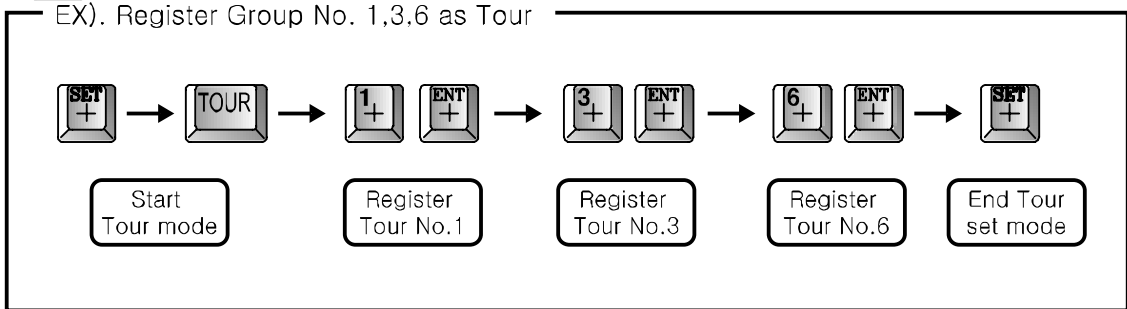 EX). Register Group No. 1,3,6 as Tour
SET + TOUR 1 + ENT + 3 + ENT + 6 + ENT + SET +
Start
Tour mode
Register
Tour No.1
Register
Tour No.3
Register
Tour No.6
End Tour
set mode